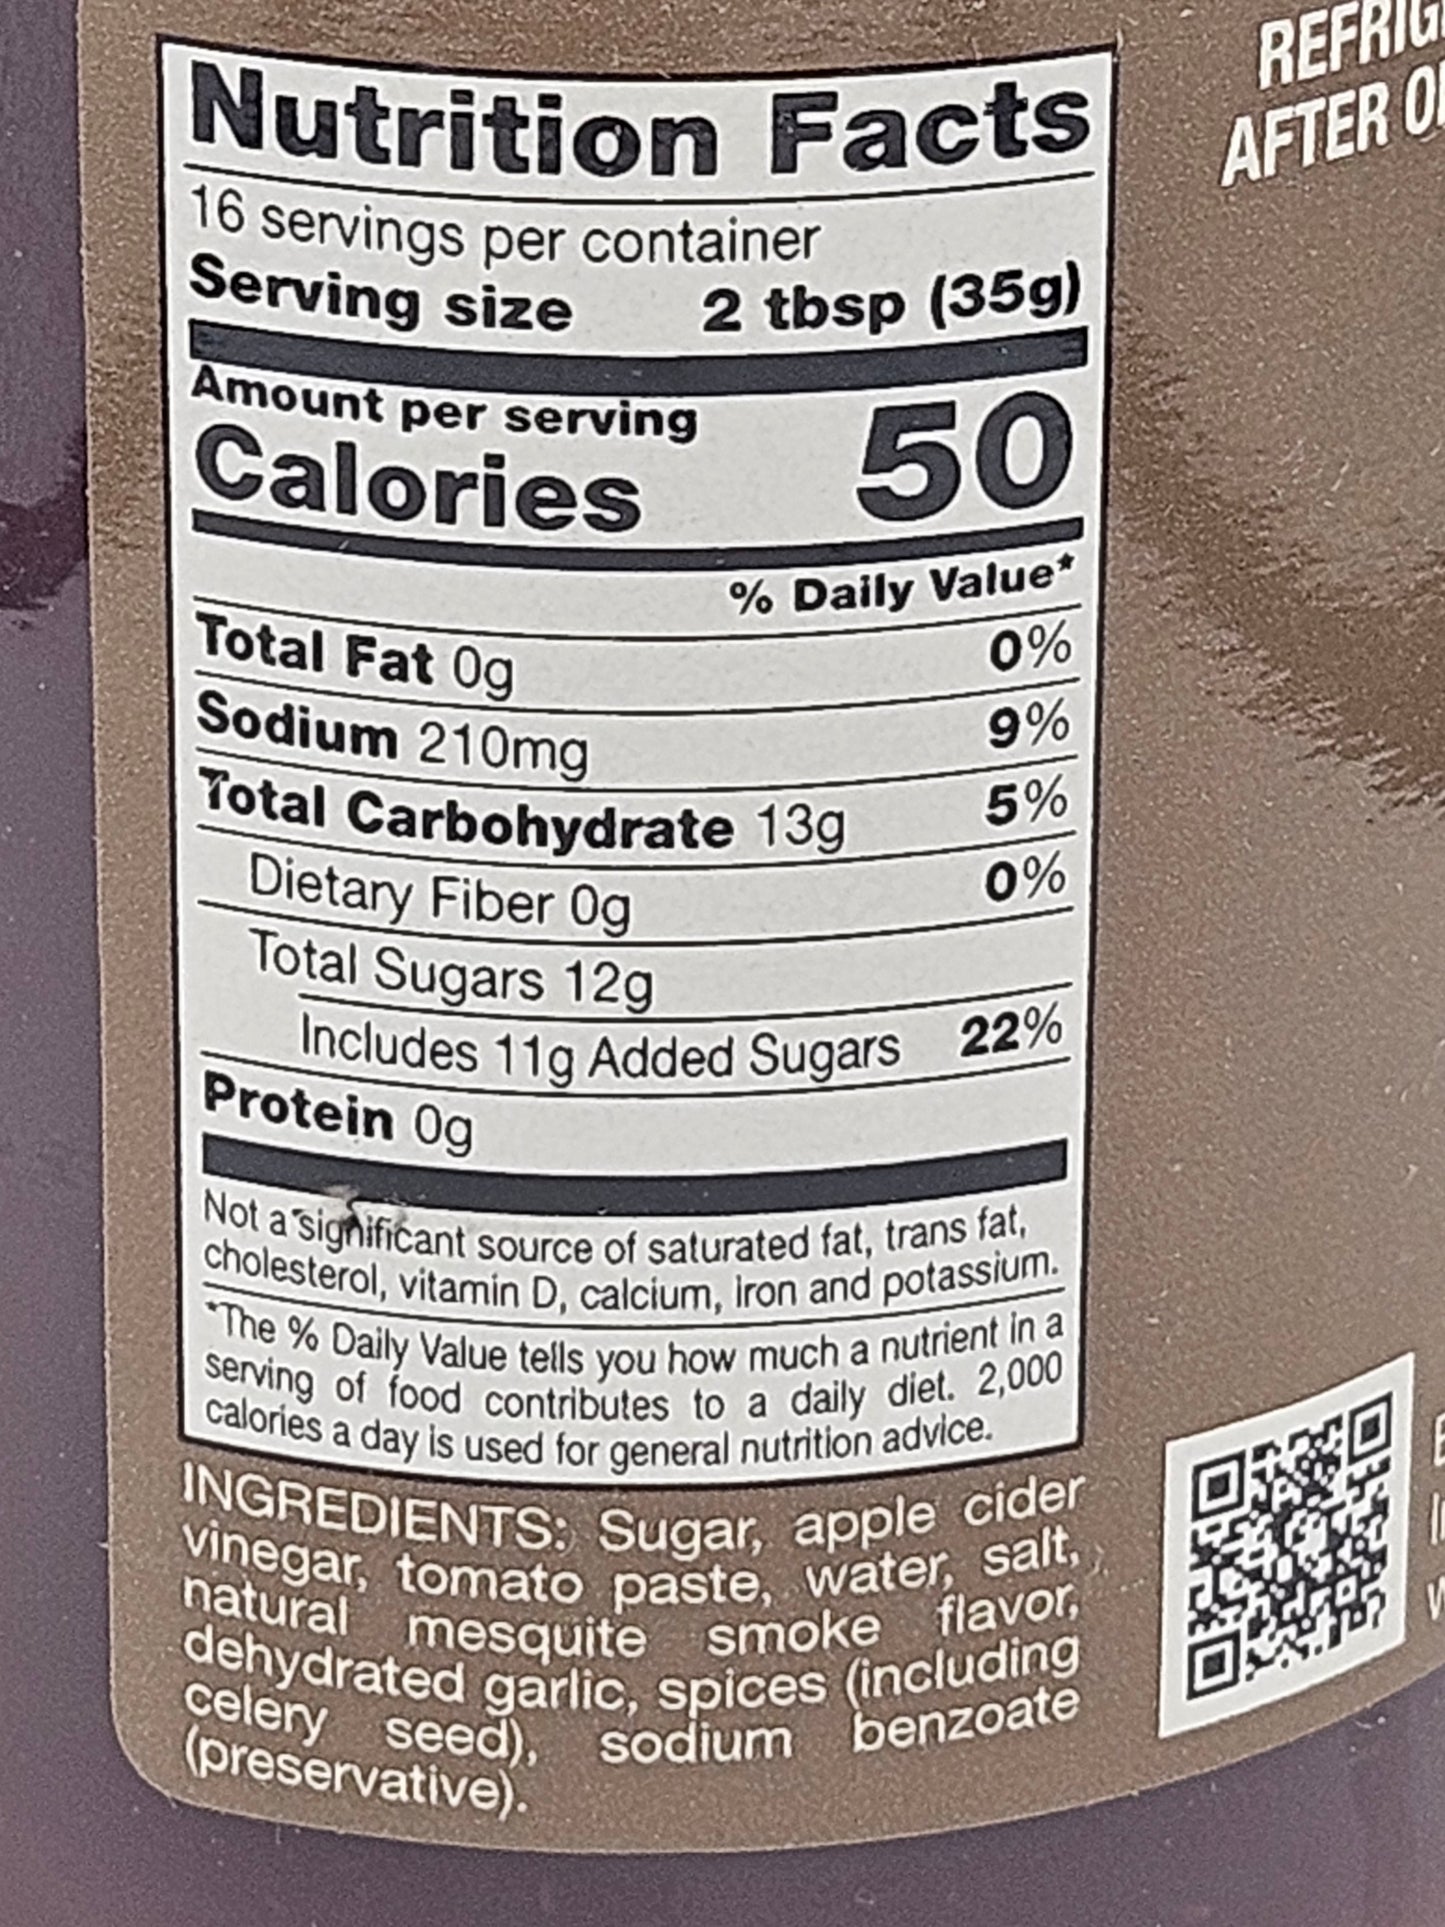 Nutrition Facts
16 servings per container
Serving size 2 tbsp (35g)
Amount per serving
Calories 50
% Daily Value*
Total Fat 0g 0%
Sodium 210mg 9%
Total Carbohydrate 13g 5%
Dietary Fiber 0g 0%
Total Sugars 12g
Includes 11g Added Sugars 22%
Protein 0g
Not a significant source of saturated fat, trans fat,
cholesterol, vitamin D, calcium, iron and potassium.
*The % Daily Value tells you how much a nutrient in a
serving of food contributes to a daily diet. 2,000
calories a day is used for general nutrition advice.
INGREDIENTS: Sugar, apple cider
vinegar, tomato paste, water, salt,
natural mesquite smoke flavor,
dehydrated garlic, spices (including
celery seed), sodium benzoate
(preservative).
AFTER